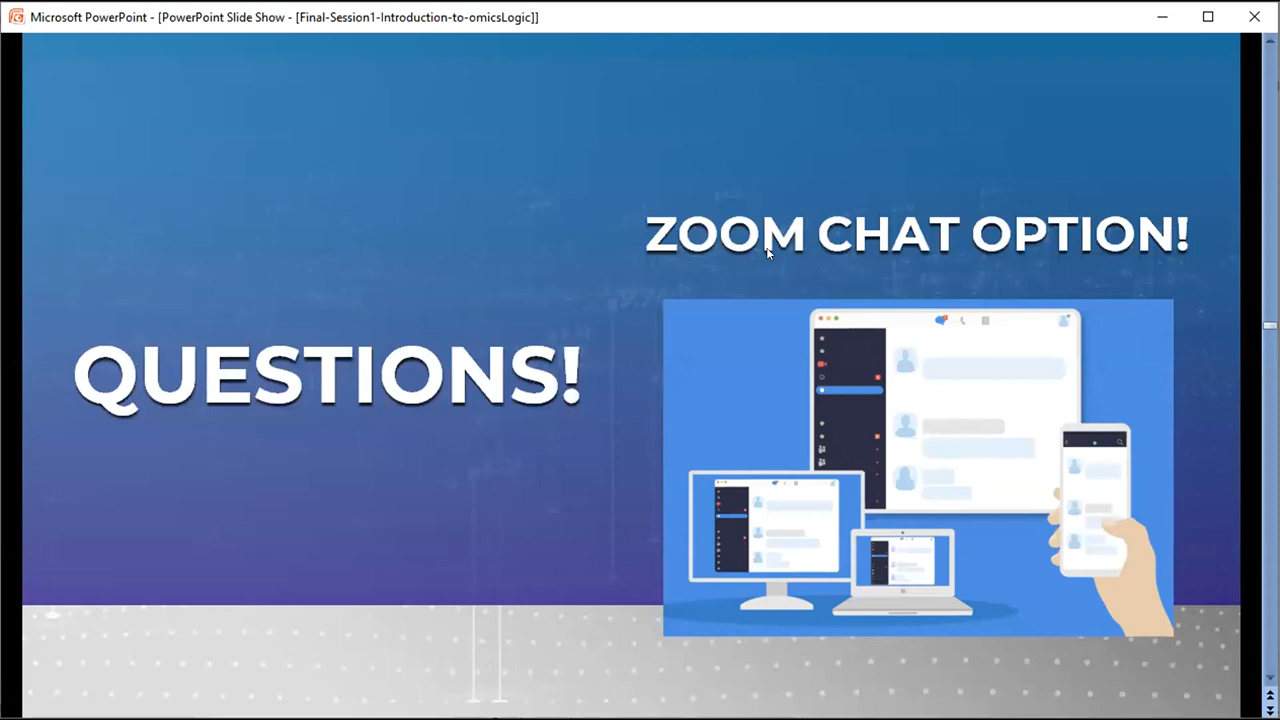 Microsoft PowerPoint - [PowerPoint Slide Show - [Final-Session1-Introduction-to-omicsLogic]]
ZOOM CHAT OPTION!
QUESTIONS!